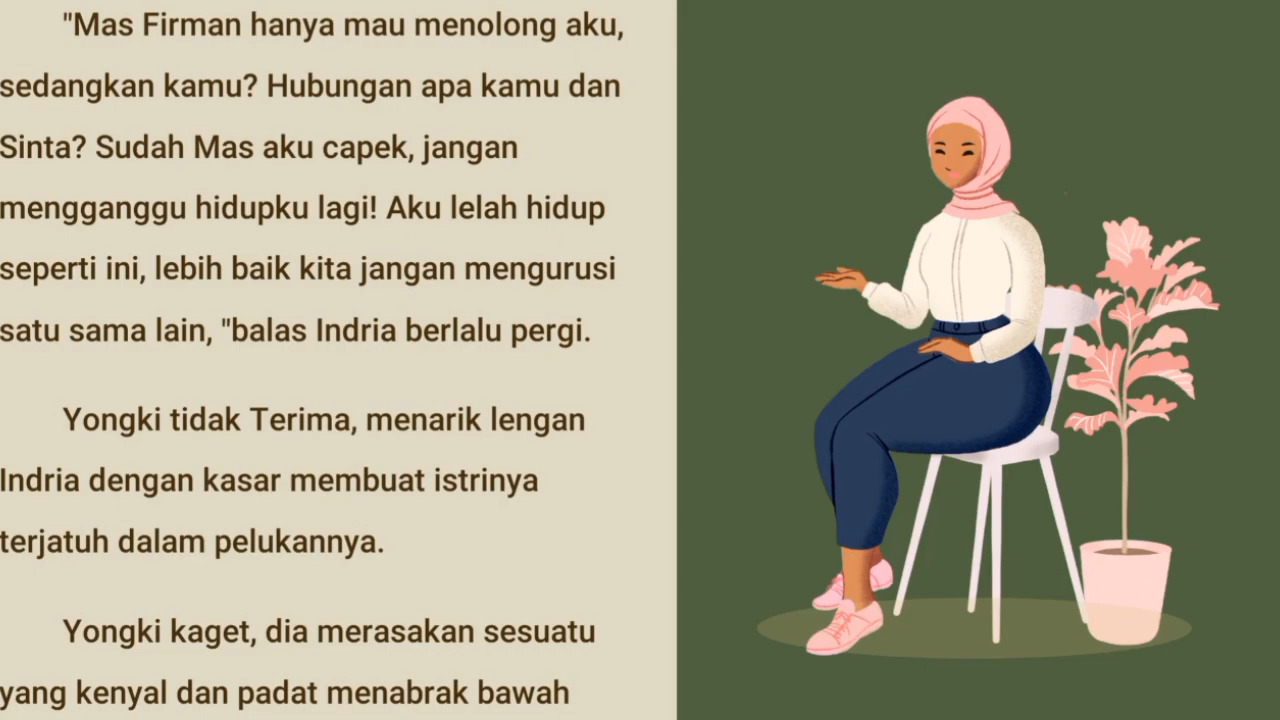 "Mas Firman hanya mau menolong aku,
sedangkan kamu? Hubungan apa kamu dan
Sinta? Sudah Mas aku capek, jangan
mengganggu hidupku lagi! Aku lelah hidup
seperti ini, lebih baik kita jangan mengurusi
satu sama lain, "balas Indria berlalu pergi.
Yongki tidak Terima, menarik lengan
Indria dengan kasar membuat istrinya
terjatuh dalam pelukannya.
Yongki kaget, dia merasakan sesuatu
yang kenyal dan padat menabrak bawah